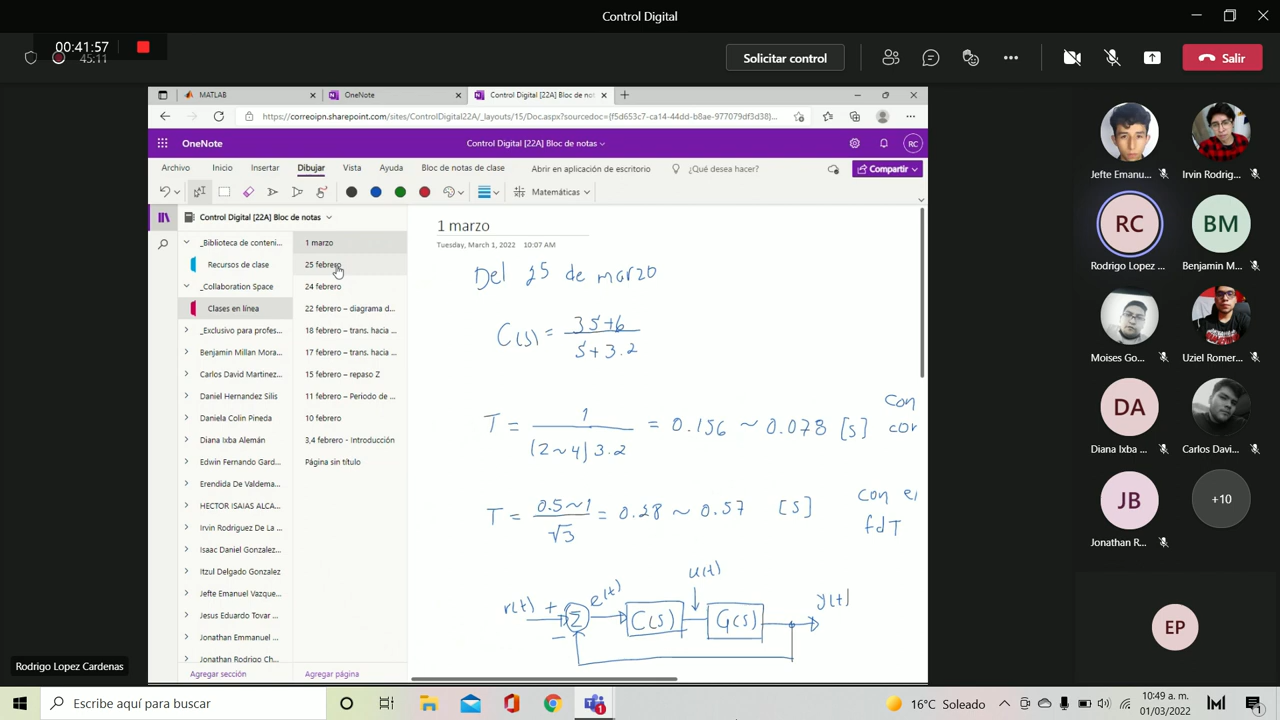 Control Digital
00:41:57
45:11
Solicitar control
Salir
MATLAB
OneNote
Control Digital [22A] Bloc de not
https://correoipn.sharepoint.com/sites/ControlDigital22A/_layouts/15/Doc.aspx?sourcedoc={f5d653c7-ca14-44dd-b8ae-977079df3d38}...
OneNote
Control Digital [22A] Bloc de notas
RC
Archivo Inicio Insertar Dibujar Vista Ayuda Bloc de notas de clase Abrir en aplicación de escritorio ¿Qué desea hacer? Compartir
Matemáticas
Control Digital [22A] Bloc de notas
_Biblioteca de conteni...
Recursos de clase
_Collaboration Space
Clases en línea
_Exclusivo para profes...
Benjamin Millan Mora...
Carlos David Martinez...
Daniel Hernandez Silis
Daniela Colin Pineda
Diana Ixba Alemán
Edwin Fernando Gard...
Erendida De Valdema...
HECTOR ISAIAS ALCA...
Irvin Rodriguez De La ...
Isaac Daniel Gonzalez...
Itzul Delgado Gonzalez
Jefte Emanuel Vazque...
Jesus Eduardo Tovar ...
Jonathan Emmanuel ...
Jonathan Rodrigo Ch...
Agregar sección
1 marzo
25 febrero
24 febrero
22 febrero – diagrama d...
18 febrero – trans. hacia ...
17 febrero – trans. hacia ...
15 febrero – repaso Z
11 febrero – Periodo de ...
10 febrero
3,4 febrero - Introducción
Página sin título
Agregar página
1 marzo
Tuesday, March 1, 2022 10:07 AM
Del 25 de marzo
C(s) = 3s+6 / s+3.2
T = 1 / (2~4) 3.2 = 0.156 ~ 0.078 [s]
con
cor
T = 0.5~1 / √3 = 0.28 ~ 0.57 [s]
con el
fdT
r(t) + Σ − e(t) C(s) u(t) G(s) y(t)
Jefte Emanu...
Irvin Rodrig...
RC
Rodrigo Lopez ...
BM
Benjamin M...
Moises Go...
Uziel Romer...
DA
Diana Ixba ...
Carlos Davi...
JB
Jonathan R...
+10
EP
Rodrigo Lopez Cardenas
Escribe aquí para buscar
16°C Soleado
10:49 a. m.
01/03/2022